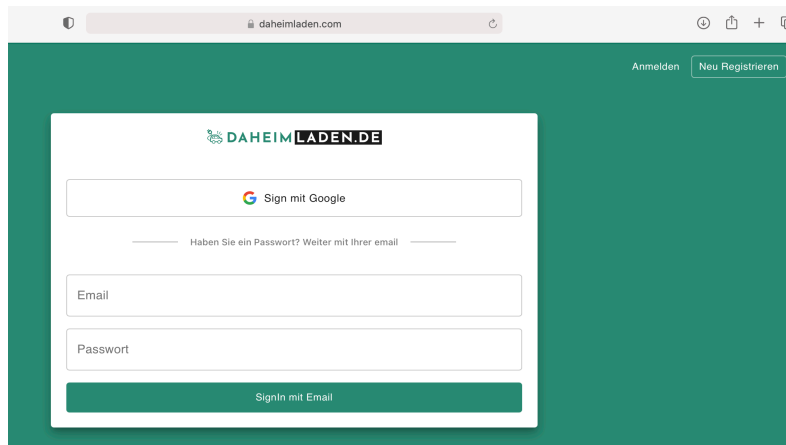 daheimladen.com
Anmelden
Neu Registrieren
DAHEIMLADEN.DE
Sign mit Google
Haben Sie ein Passwort? Weiter mit Ihrer email
Email
Passwort
SignIn mit Email